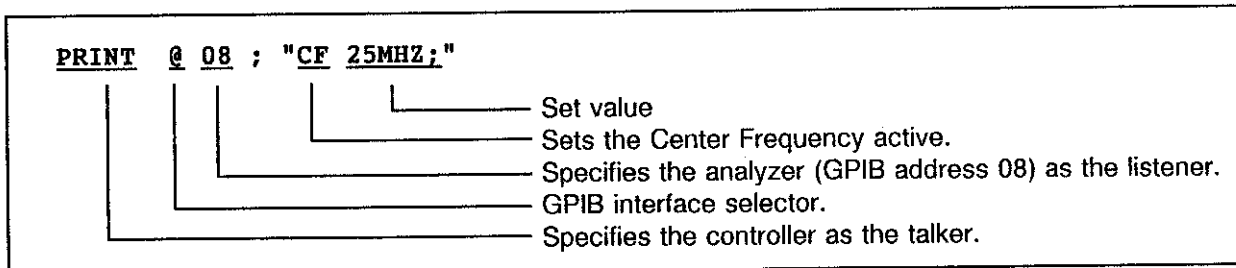 PRINT @ 08 ; "CF 25MHZ;"
Set value
Sets the Center Frequency active.
Specifies the analyzer (GPIB address 08) as the listener.
GPIB interface selector.
Specifies the controller as the talker.